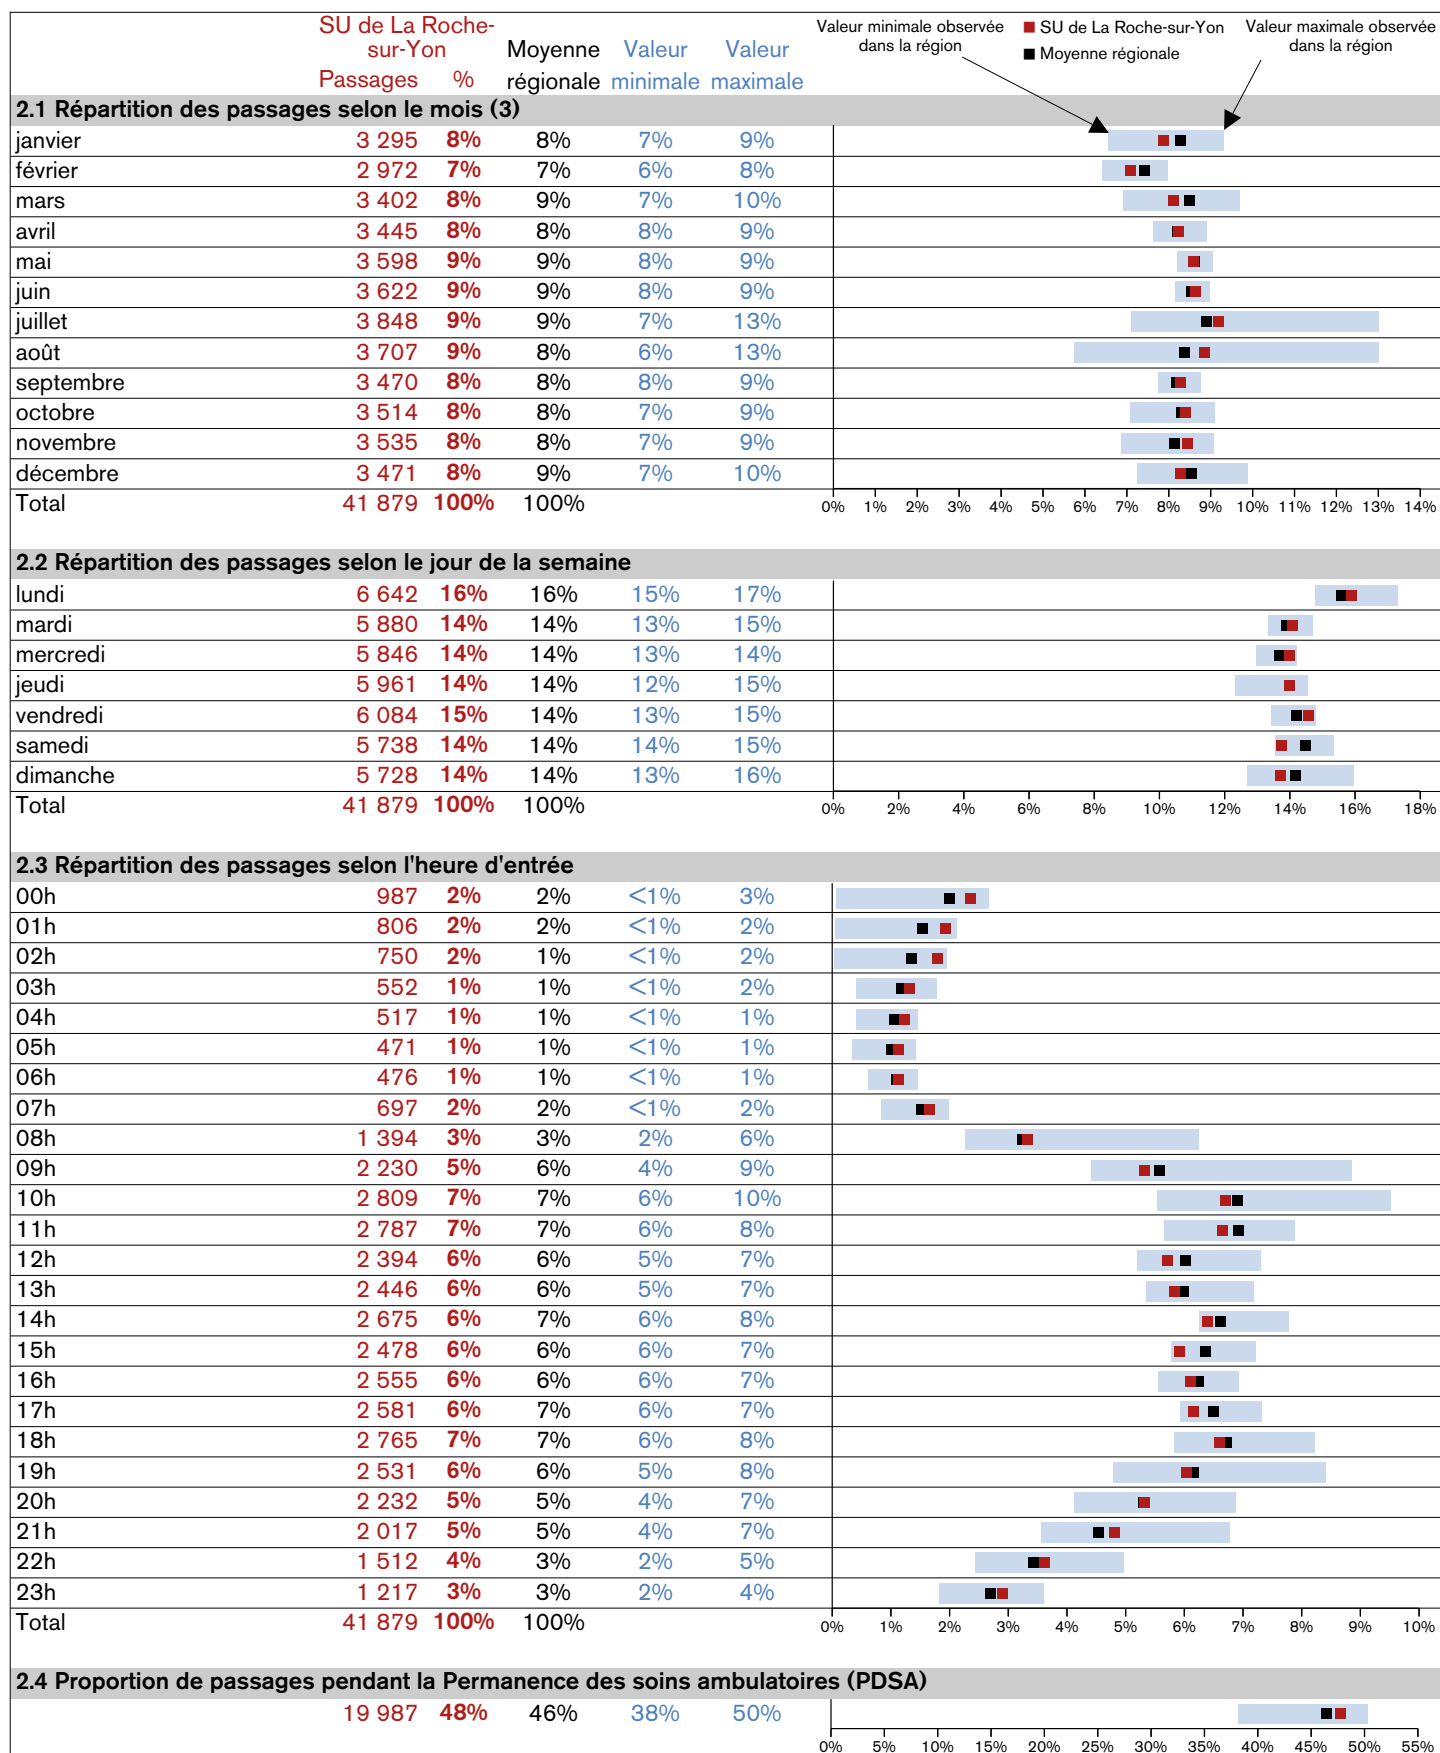 SU de La Roche-sur-Yon Moyenne Valeur Valeur
Passages % régionale minimale maximale
Valeur minimale observée dans la région
SU de La Roche-sur-Yon
Moyenne régionale
Valeur maximale observée dans la région
2.1 Répartition des passages selon le mois (3)
janvier 3 295 8% 8% 7% 9%
février 2 972 7% 7% 6% 8%
mars 3 402 8% 9% 7% 10%
avril 3 445 8% 8% 8% 9%
mai 3 598 9% 9% 8% 9%
juin 3 622 9% 9% 8% 9%
juillet 3 848 9% 9% 7% 13%
août 3 707 9% 8% 6% 13%
septembre 3 470 8% 8% 8% 9%
octobre 3 514 8% 8% 7% 9%
novembre 3 535 8% 8% 7% 9%
décembre 3 471 8% 9% 7% 10%
Total 41 879 100% 100%
0% 1% 2% 3% 4% 5% 6% 7% 8% 9% 10% 11% 12% 13% 14%
2.2 Répartition des passages selon le jour de la semaine
lundi 6 642 16% 16% 15% 17%
mardi 5 880 14% 14% 13% 15%
mercredi 5 846 14% 14% 13% 14%
jeudi 5 961 14% 14% 12% 15%
vendredi 6 084 15% 14% 13% 15%
samedi 5 738 14% 14% 14% 15%
dimanche 5 728 14% 14% 13% 16%
Total 41 879 100% 100%
0% 2% 4% 6% 8% 10% 12% 14% 16% 18%
2.3 Répartition des passages selon l'heure d'entrée
00h 987 2% 2% <1% 3%
01h 806 2% 2% <1% 2%
02h 750 2% 1% <1% 2%
03h 552 1% 1% <1% 2%
04h 517 1% 1% <1% 1%
05h 471 1% 1% <1% 1%
06h 476 1% 1% <1% 1%
07h 697 2% 2% <1% 2%
08h 1 394 3% 3% 2% 6%
09h 2 230 5% 6% 4% 9%
10h 2 809 7% 7% 6% 10%
11h 2 787 7% 7% 6% 8%
12h 2 394 6% 6% 5% 7%
13h 2 446 6% 6% 5% 7%
14h 2 675 6% 7% 6% 8%
15h 2 478 6% 6% 6% 7%
16h 2 555 6% 6% 6% 7%
17h 2 581 6% 7% 6% 7%
18h 2 765 7% 7% 6% 8%
19h 2 531 6% 6% 5% 8%
20h 2 232 5% 5% 4% 7%
21h 2 017 5% 5% 4% 7%
22h 1 512 4% 3% 2% 5%
23h 1 217 3% 3% 2% 4%
Total 41 879 100% 100%
0% 1% 2% 3% 4% 5% 6% 7% 8% 9% 10%
2.4 Proportion de passages pendant la Permanence des soins ambulatoires (PDSA)
19 987 48% 46% 38% 50%
0% 5% 10% 15% 20% 25% 30% 35% 40% 45% 50% 55%